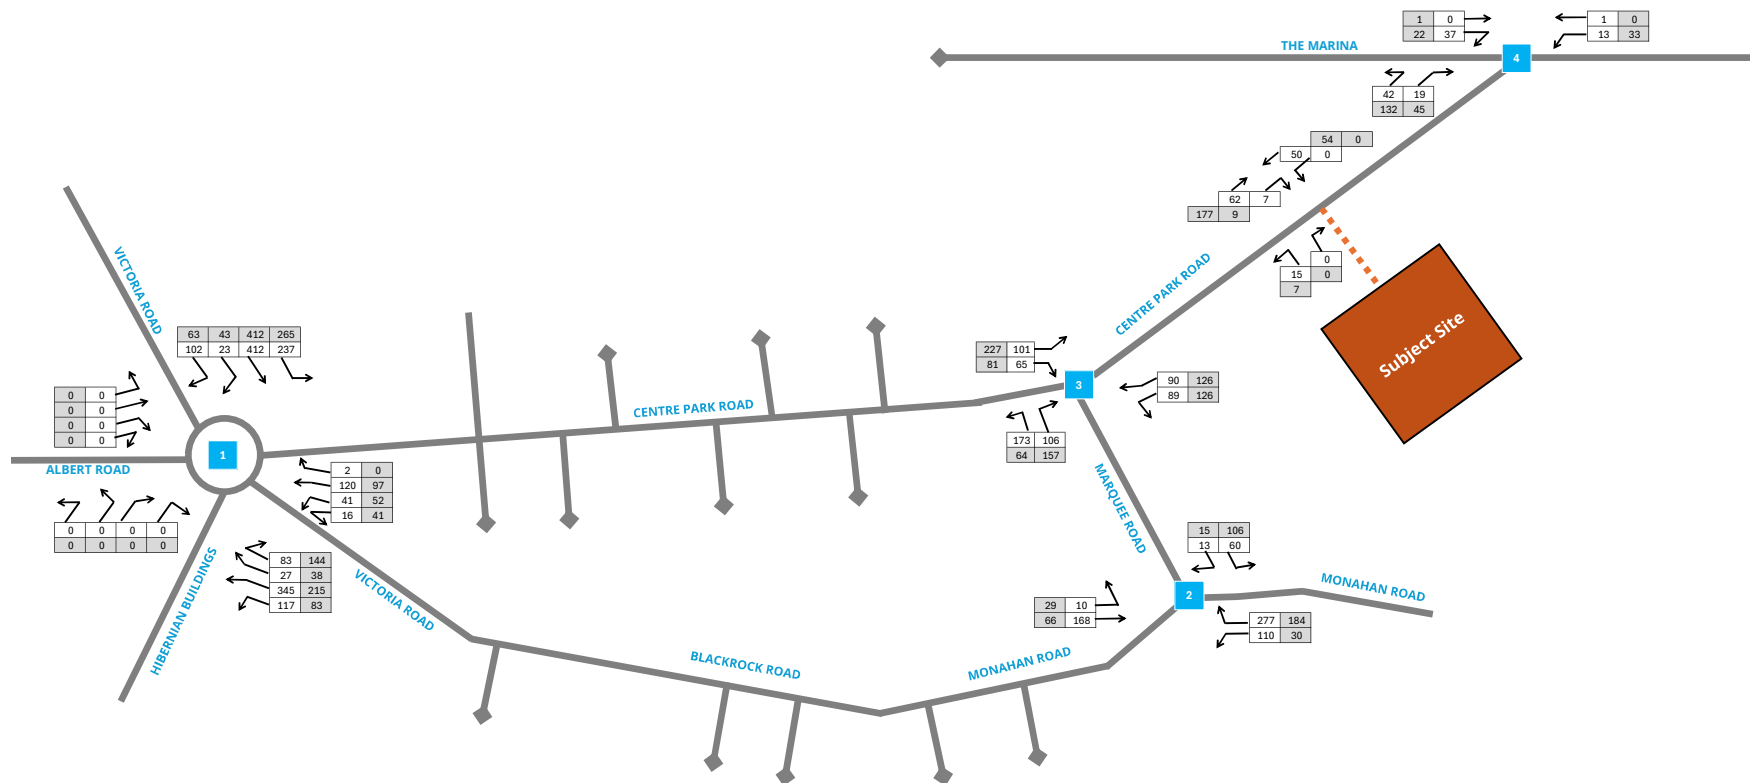 1 0
22 37
1 0
13 33
THE MARINA
4
42 19
132 45
54 0
50 0
62 7
177 9
VICTORIA ROAD
0
15 0
7
CENTRE PARK ROAD
Subject Site
63 43 412 265
102 23 412 237
227 101
81 65
3
90 126
89 126
0 0
0 0
0 0
0 0
CENTRE PARK ROAD
173 106
64 157
1
ALBERT ROAD
2 0
120 97
41 52
16 41
MARQUEE ROAD
0 0 0 0
0 0 0 0
15 106
13 60
HIBERNIAN BUILDINGS
83 144
27 38
345 215
117 83
VICTORIA ROAD
MONAHAN ROAD
2
29 10
66 168
277 184
110 30
BLACKROCK ROAD
MONAHAN ROAD